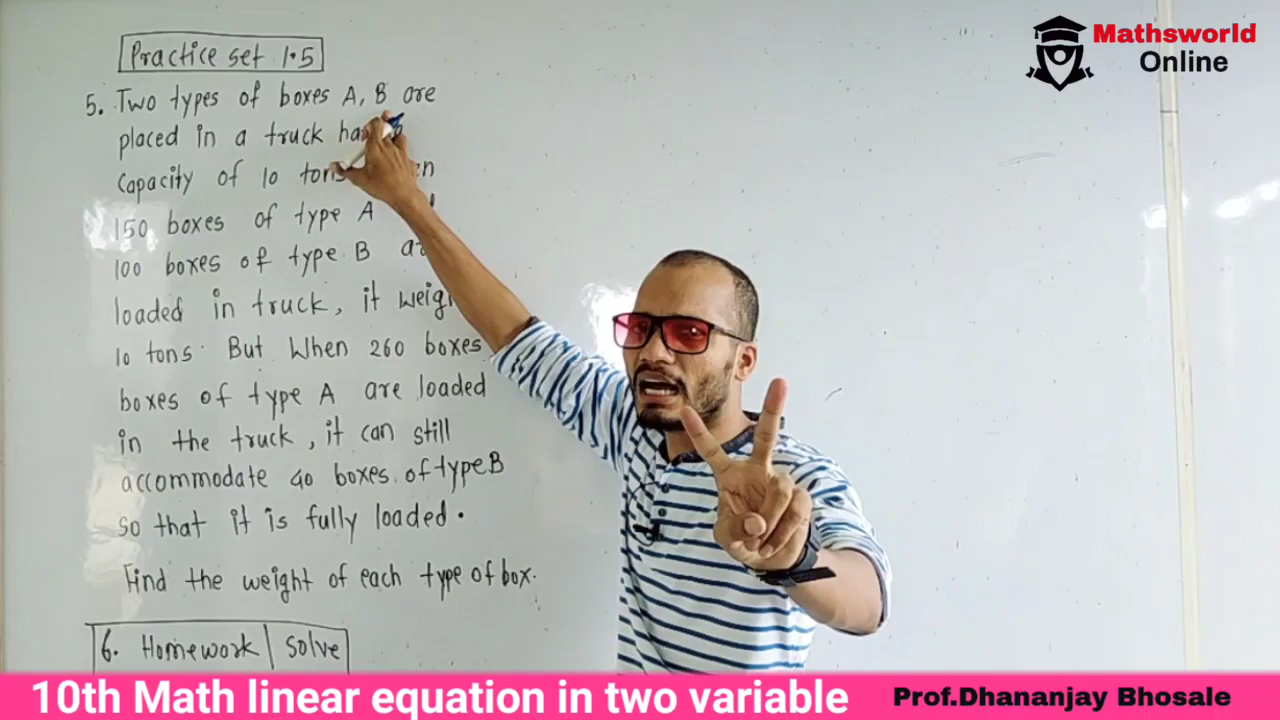 Practice set 1.5
5. Two types of boxes A, B are
placed in a truck
Capacity of 10 tons
150 boxes of type A
100 boxes of type B
loaded in truck, it
10 tons. But When 260 boxes
boxes of type A are loaded
in the truck, it can still
accommodate 40 boxes of type B
so that it is fully loaded.
Find the weight of each type of box.
6. Homework | solve
Mathsworld
Online
10th Math linear equation in two variable
Prof.Dhananjay Bhosale